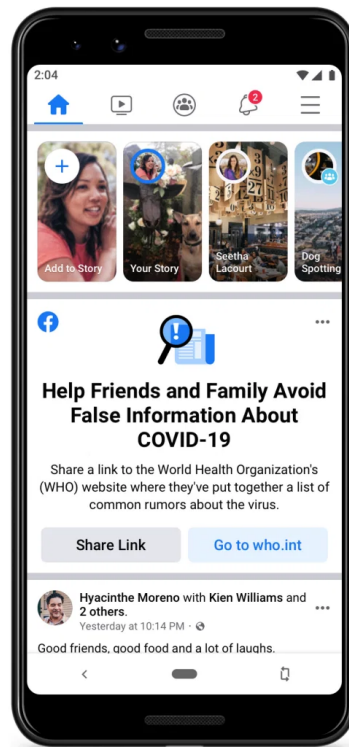 2:04
2
Add to Story
Your Story
Seetha
Lacourt
Dog
Spotting
Help Friends and Family Avoid
False Information About
COVID-19
Share a link to the World Health Organization's
(WHO) website where they've put together a list of
common rumors about the virus.
Share Link
Go to who.int
Hyacinthe Moreno with Kien Williams and
2 others.
Yesterday at 10:14 PM ·
Good friends, good food and a lot of laughs.